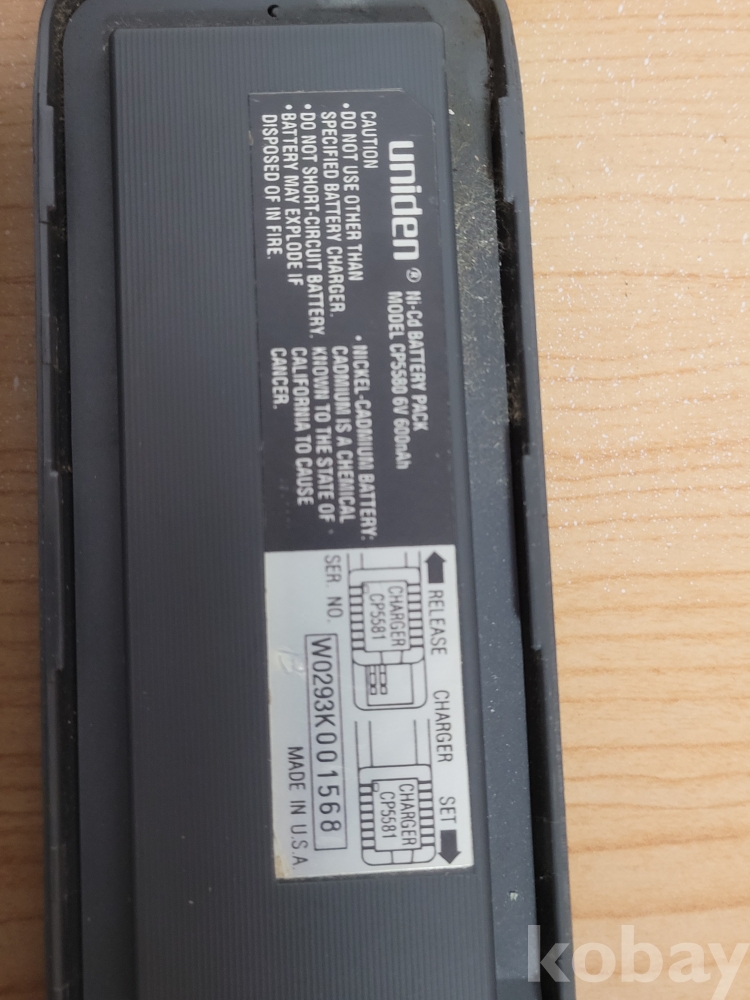 uniden ® Ni-Cd BATTERY PACK
MODEL CP5580 6V 600mAh
CAUTION
•DO NOT USE OTHER THAN
SPECIFIED BATTERY CHARGER.
•DO NOT SHORT-CIRCUIT BATTERY.
•BATTERY MAY EXPLODE IF
DISPOSED OF IN FIRE.
•NICKEL-CADMIUM BATTERY.
CADMIUM IS A CHEMICAL
KNOWN TO THE STATE OF
CALIFORNIA TO CAUSE
CANCER.
RELEASE CHARGER SET
CHARGER
CP5581
CHARGER
CP5581
SER. NO. W0293K001568
MADE IN U.S.A.
kobay